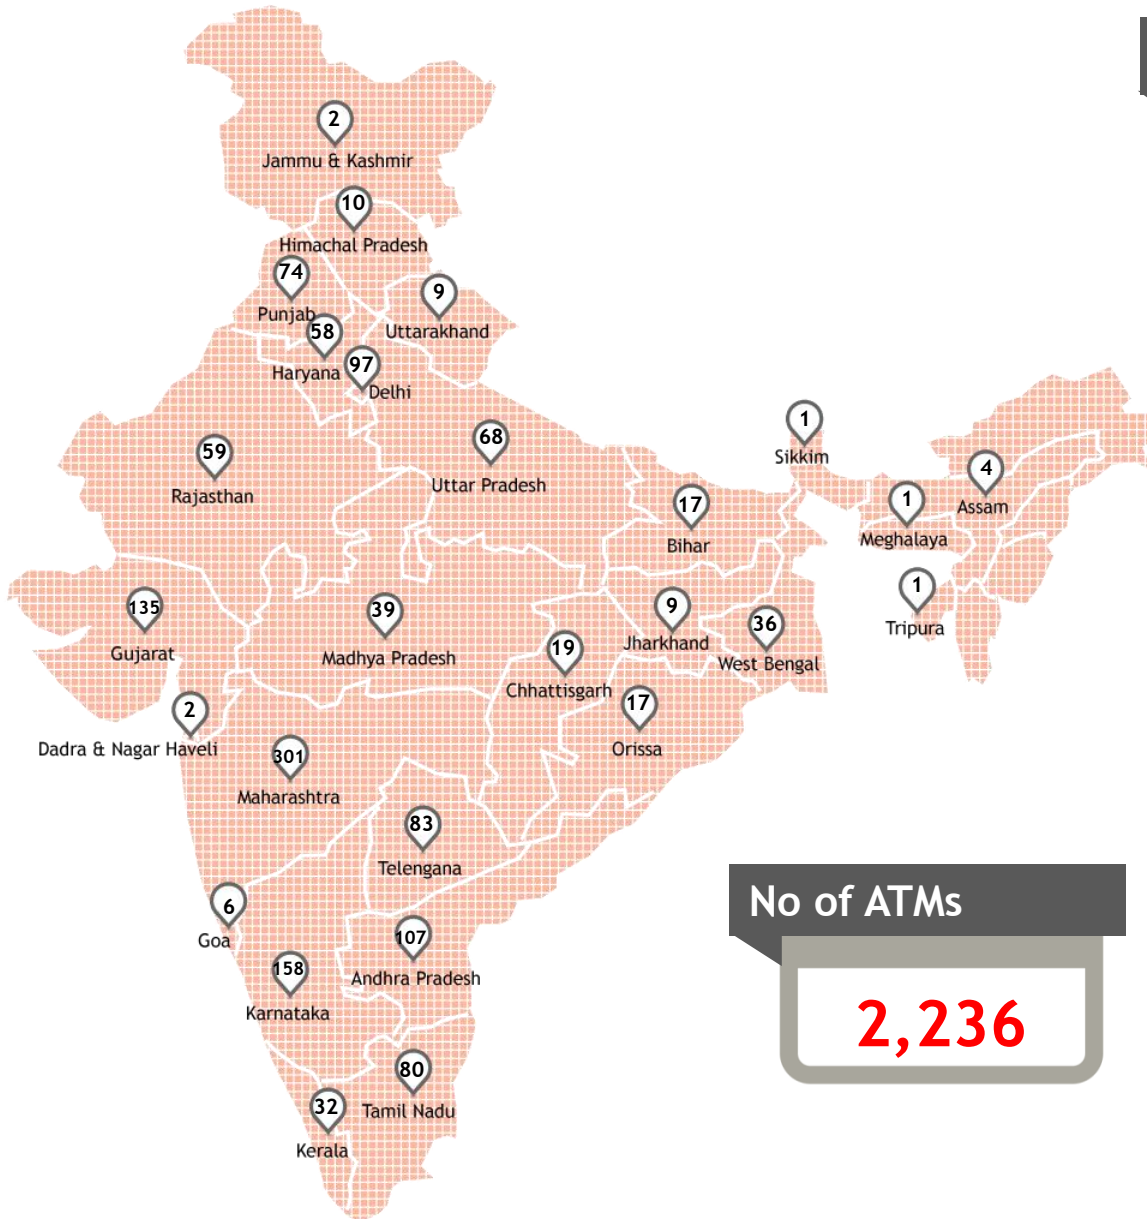 2
Jammu & Kashmir
10
Himachal Pradesh
74
Punjab
9
Uttarakhand
58
Haryana
97
Delhi
59
Rajasthan
68
Uttar Pradesh
1
Sikkim
4
Assam
17
Bihar
1
Meghalaya
135
Gujarat
39
Madhya Pradesh
9
Jharkhand
1
Tripura
36
West Bengal
19
Chhattisgarh
2
Dadra & Nagar Haveli
17
Orissa
301
Maharashtra
83
Telengana
6
Goa
107
Andhra Pradesh
158
Karnataka
80
Tamil Nadu
32
Kerala
No of ATMs
2,236